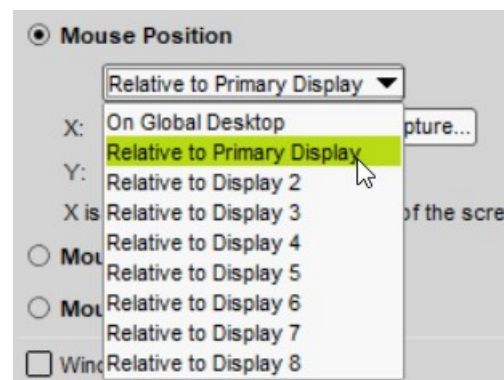 Mouse Position
Relative to Primary Display
X:
On Global Desktop
pture...
Relative to Primary Display
Y:
Relative to Display 2
X is
Relative to Display 3
of the scre
Relative to Display 4
Mou
Relative to Display 5
Relative to Display 6
Mou
Relative to Display 7
Wind
Relative to Display 8